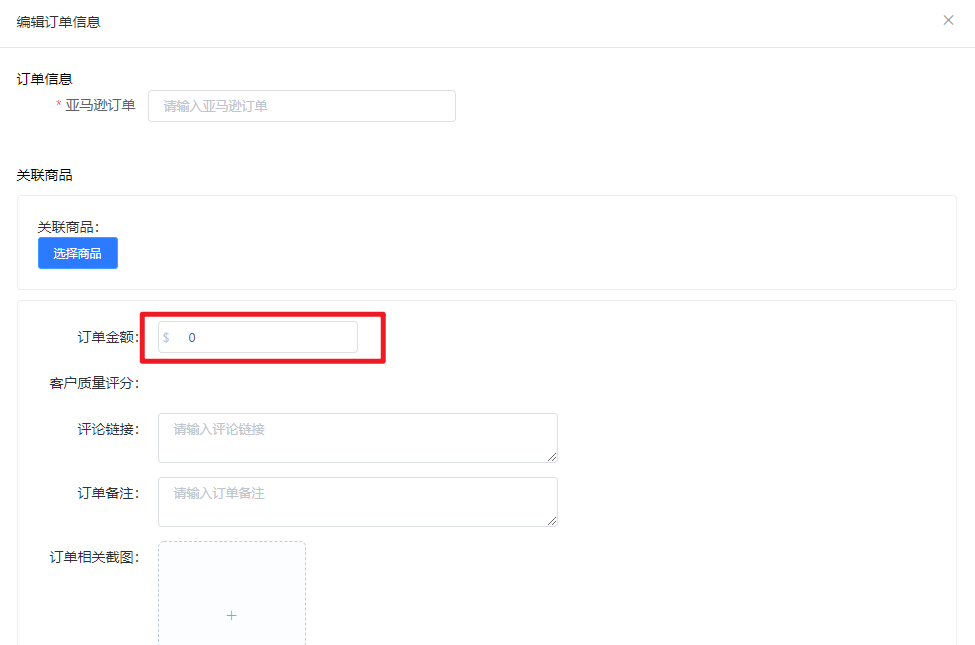 编辑订单信息
订单信息
* 亚马逊订单 请输入亚马逊订单
关联商品
关联商品:
选择商品
订单金额: $ 0
客户质量评分:
评论链接: 请输入评论链接
订单备注: 请输入订单备注
订单相关截图: